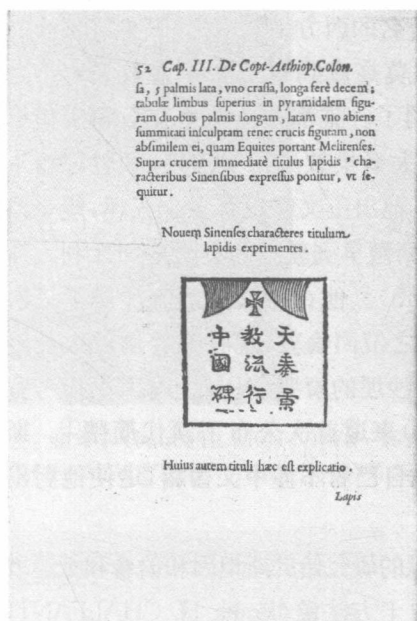 52 Cap. III. De Copt-Aethiop. Colon.
ſa, 5 palmis lata, vno craſſa, longa ferè decem;
tabulæ limbus ſuperius in pyramidalem figu-
ram duobus palmis longam, latam vno abiens
ſummitati inſculptam tenet crucis figuram, non
abſimilem ei, quam Equites portant Melitenſes.
Supra crucem immediatè titulus lapidis * cha-
racteribus Sinenſibus expreſſus ponitur, vt ſe-
quitur.
Nouem Sinenſes characteres titulum
lapidis exprimentes.
天秦景
教流行
中國碑
Huius autem tituli hæc eſt explicatio.
Lapis